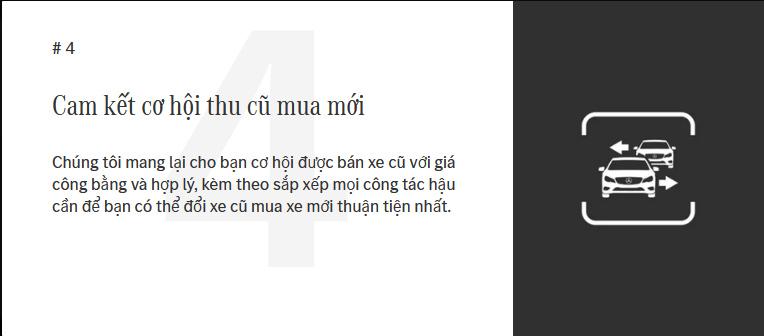 # 4
Cam kết cơ hội thu cũ mua mới
Chúng tôi mang lại cho bạn cơ hội được bán xe cũ với giá
công bằng và hợp lý, kèm theo sắp xếp mọi công tác hậu
cần để bạn có thể đổi xe cũ mua xe mới thuận tiện nhất.
4